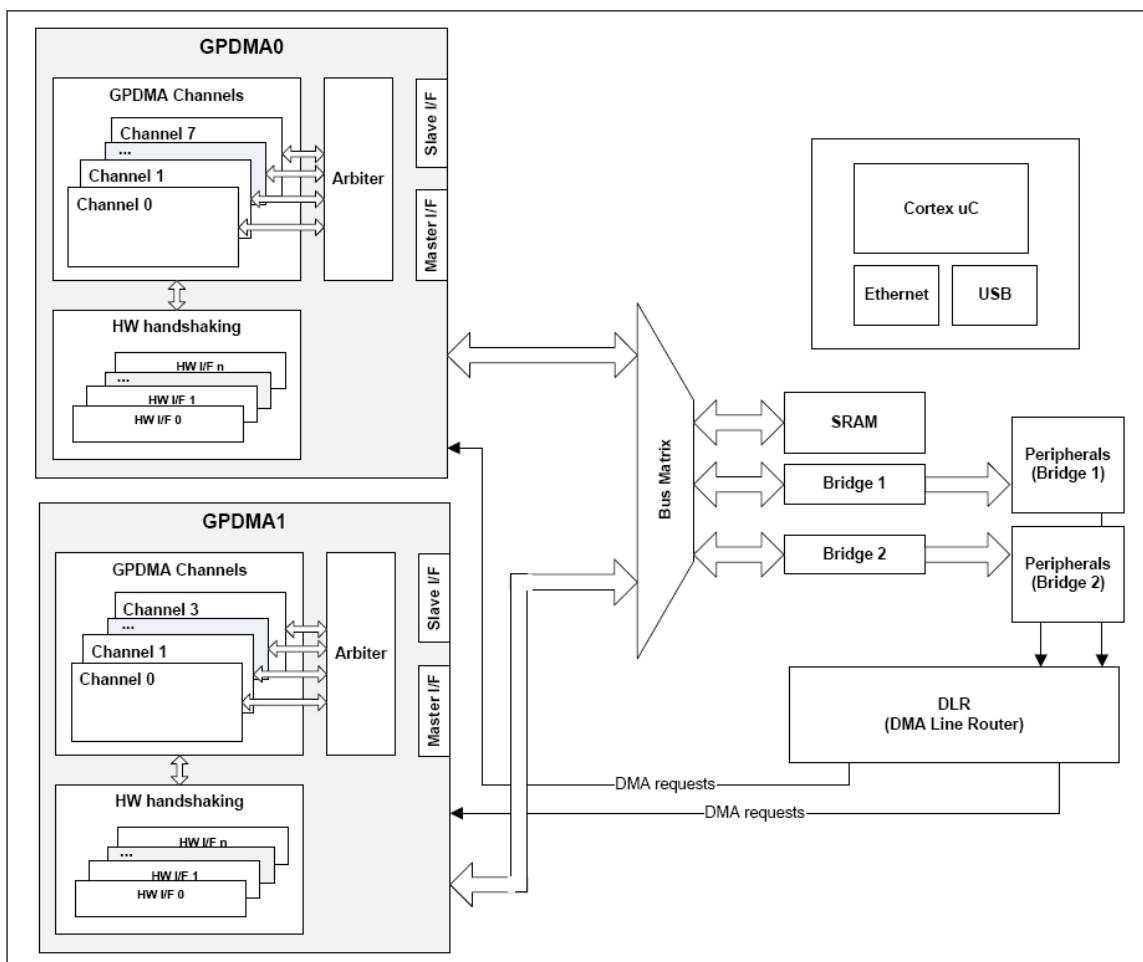 GPDMA0
GPDMA Channels
Channel 7
...
Channel 1
Channel 0
Arbiter
Slave I/F
Master I/F
HW handshaking
HW I/F n
...
HW I/F 1
HW I/F 0
GPDMA1
GPDMA Channels
Channel 3
...
Channel 1
Channel 0
Arbiter
Slave I/F
Master I/F
HW handshaking
HW I/F n
...
HW I/F 1
HW I/F 0
Bus Matrix
Cortex uC
Ethernet
USB
SRAM
Bridge 1
Bridge 2
Peripherals
(Bridge 1)
Peripherals
(Bridge 2)
DLR
(DMA Line Router)
DMA requests
DMA requests